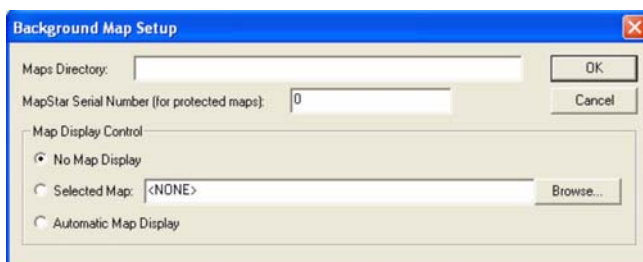 Background Map Setup
Maps Directory:
OK
MapStar Serial Number (for protected maps): 0
Cancel
Map Display Control
No Map Display
Selected Map: <NONE>
Browse...
Automatic Map Display